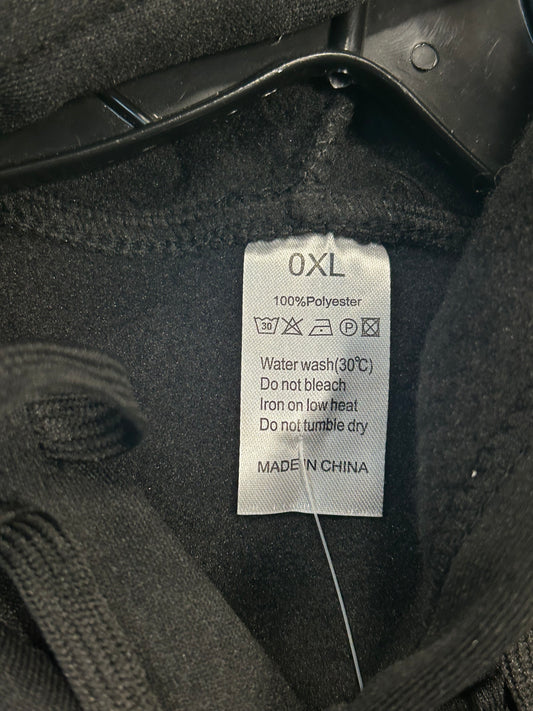 0XL
100%Polyester
30 P
Water wash(30℃)
Do not bleach
Iron on low heat
Do not tumble dry
MADE IN CHINA